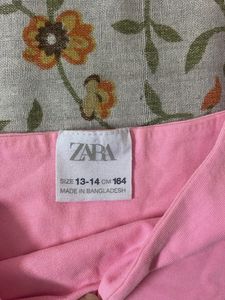 ZARA
SIZE 13-14 CM 164
MADE IN BANGLADESH